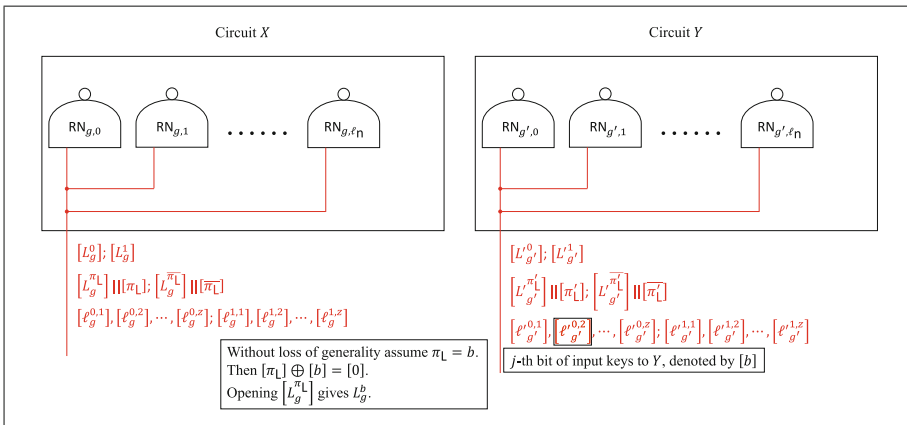 Circuit X
Circuit Y
RN_{g,0} RN_{g,1} ...... RN_{g,ℓn}
RN_{g′,0} RN_{g′,1} ...... RN_{g′,ℓn}
[L_g^0]; [L_g^1]
[L_g^{π_L}] || [π_L]; [L_g^{\overline{π_L}}] || [\overline{π_L}]
[ℓ_g^{0,1}], [ℓ_g^{0,2}], ⋯, [ℓ_g^{0,z}; ℓ_g^{1,1}], [ℓ_g^{1,2}], ⋯, [ℓ_g^{1,z}]
Without loss of generality assume π_L = b.
Then [π_L] ⊕ [b] = [0].
Opening [L_g^{π_L}] gives L_g^b.
[L′_{g′}^0]; [L′_{g′}^1]
[L′_{g′}^{π′_L}] || [π′_L]; [L′_{g′}^{\overline{π′_L}}] || [\overline{π′_L}]
[ℓ′_{g′}^{0,1}], [ℓ′_{g′}^{0,2}], ⋯, [ℓ′_{g′}^{0,z}; ℓ′_{g′}^{1,1}], [ℓ′_{g′}^{1,2}], ⋯, [ℓ′_{g′}^{1,z}]
j-th bit of input keys to Y, denoted by [b]